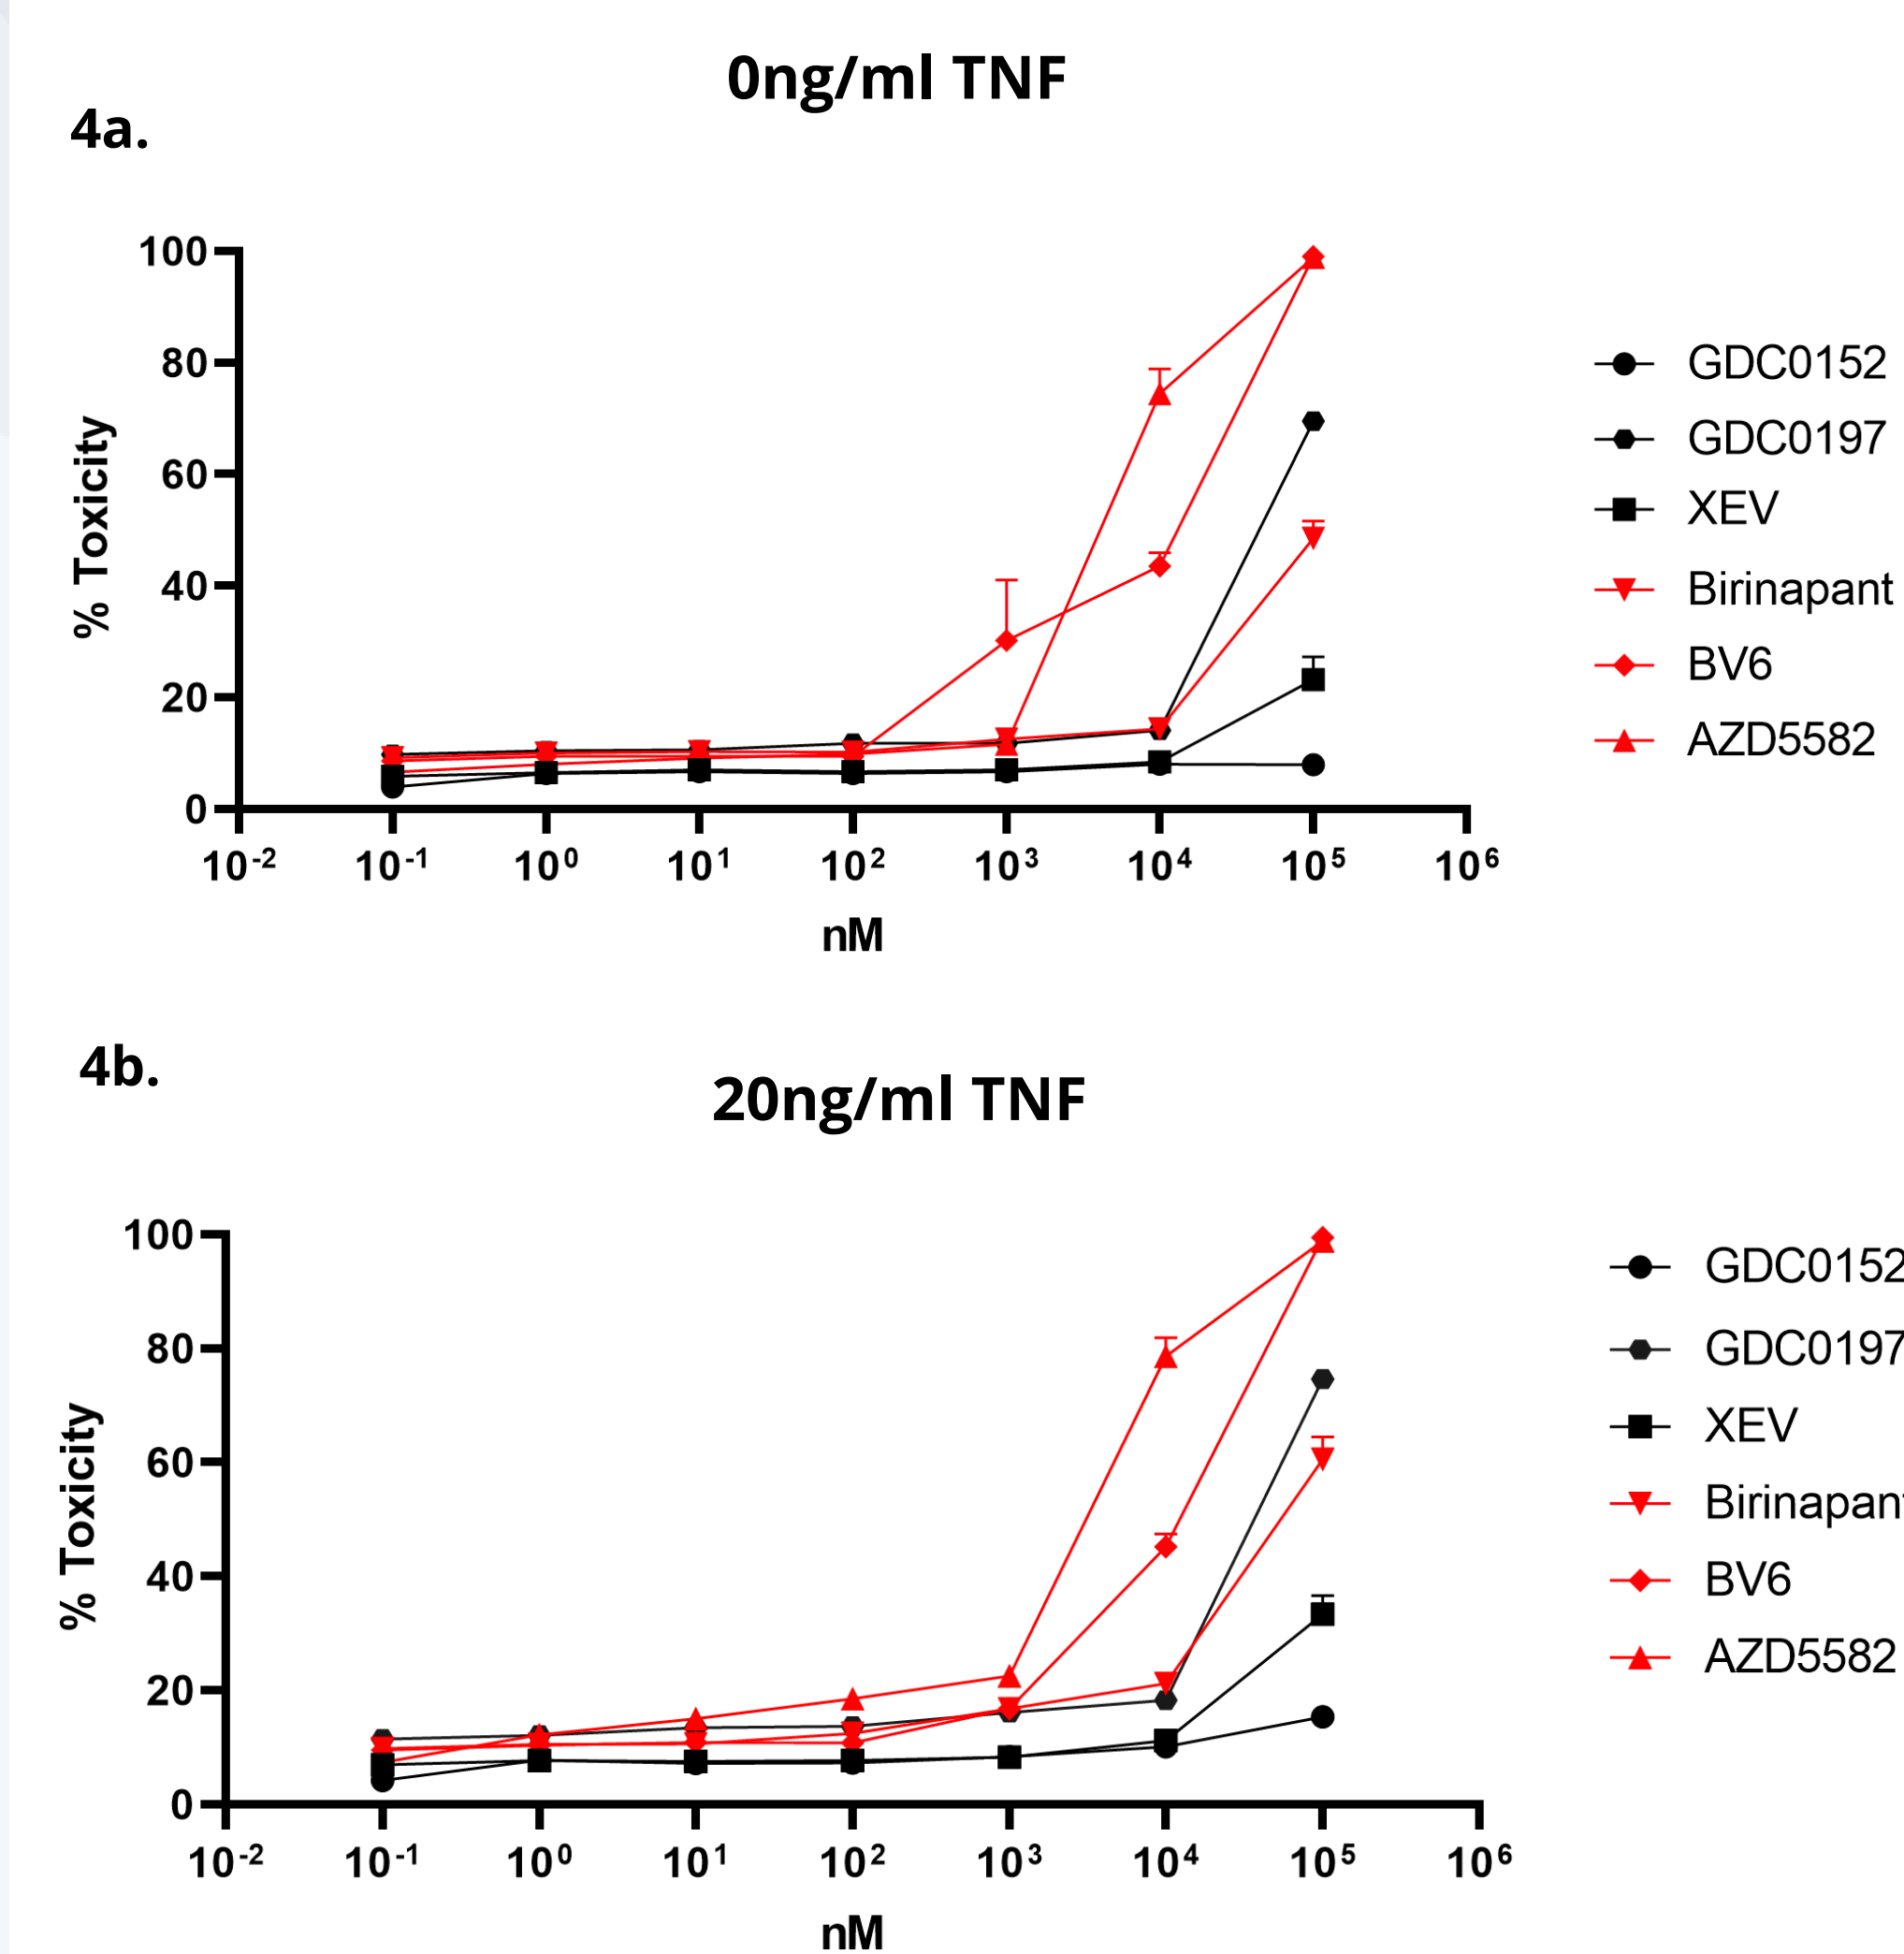 0ng/ml TNF
4a.
% Toxicity
100
80
60
40
20
0
10⁻² 10⁻¹ 10⁰ 10¹ 10² 10³ 10⁴ 10⁵ 10⁶
nM
GDC0152
GDC0197
XEV
Birinapant
BV6
AZD5582
4b.
20ng/ml TNF
% Toxicity
100
80
60
40
20
0
10⁻² 10⁻¹ 10⁰ 10¹ 10² 10³ 10⁴ 10⁵ 10⁶
nM
GDC0152
GDC0197
XEV
Birinapant
BV6
AZD5582